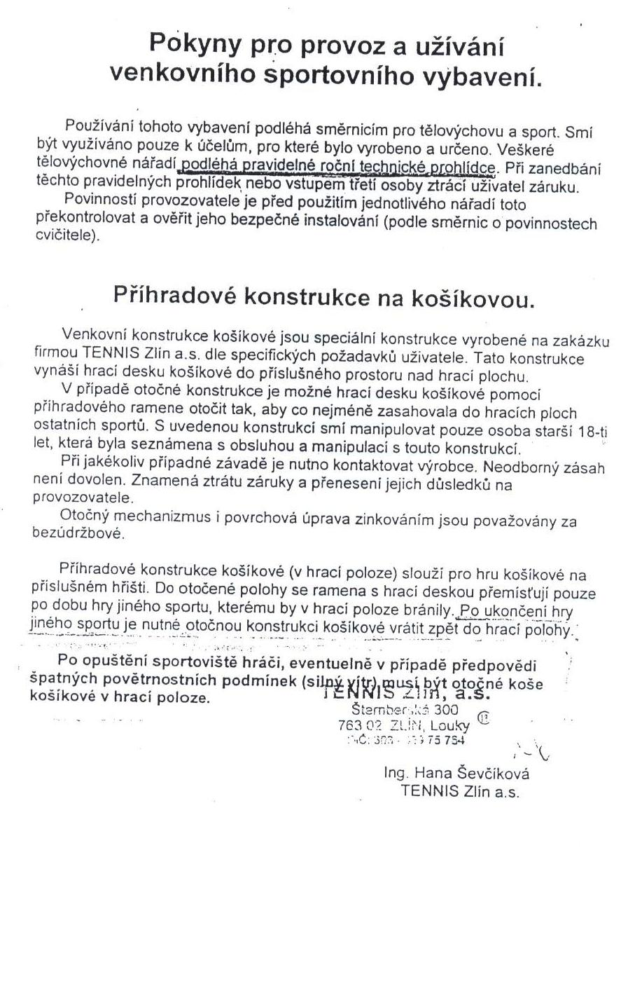 Pokyny pro provoz a užívání
venkovního sportovního vybavení.
Používání tohoto vybavení podléhá směrnicím pro tělovýchovu a sport. Smí
být využíváno pouze k účelům, pro které bylo vyrobeno a určeno. Veškeré
tělovýchovné nářadí podléhá pravidelné roční technické prohlídce. Při zanedbání
těchto pravidelných prohlídek nebo vstupem třetí osoby ztrácí uživatel záruku.
Povinností provozovatele je před použitím jednotlivého nářadí toto
překontrolovat a ověřit jeho bezpečné instalování (podle směrnic o povinnostech
cvičitele).
Příhradové konstrukce na košíkovou.
Venkovní konstrukce košíkové jsou speciální konstrukce vyrobené na zakázku
firmou TENNIS Zlín a.s. dle specifických požadavků uživatele. Tato konstrukce
vynáší hrací desku košíkové do příslušného prostoru nad hrací plochu.
V případě otočné konstrukce je možné hrací desku košíkové pomocí
příhradového ramene otočit tak, aby co nejméně zasahovala do hracích ploch
ostatních sportů. S uvedenou konstrukcí smí manipulovat pouze osoba starší 18-ti
let, která byla seznámena s obsluhou a manipulací s touto konstrukcí.
Při jakékoliv případné závadě je nutno kontaktovat výrobce. Neodborný zásah
není dovolen. Znamená ztrátu záruky a přenesení jejich důsledků na
provozovatele.
Otočný mechanizmus i povrchová úprava zinkováním jsou považovány za
bezúdržbové.
Příhradové konstrukce košíkové (v hrací poloze) slouží pro hru košíkové na
příslušném hřišti. Do otočené polohy se ramena s hrací deskou přemísťují pouze
po dobu hry jiného sportu, kterému by v hrací poloze bránily. Po ukončení hry
jiného sportu je nutné otočnou konstrukci košíkové vrátit zpět do hrací polohy.
Po opuštění sportoviště hráči, eventuelně v případě předpovědi
špatných povětrnostních podmínek (silný vítr) musí být otočné koše
košíkové v hrací poloze.
TENNIS Zlín, a.s.
Šternberská 300
763 02 ZLÍN, Louky
75 754
Ing. Hana Ševčíková
TENNIS Zlín a.s.